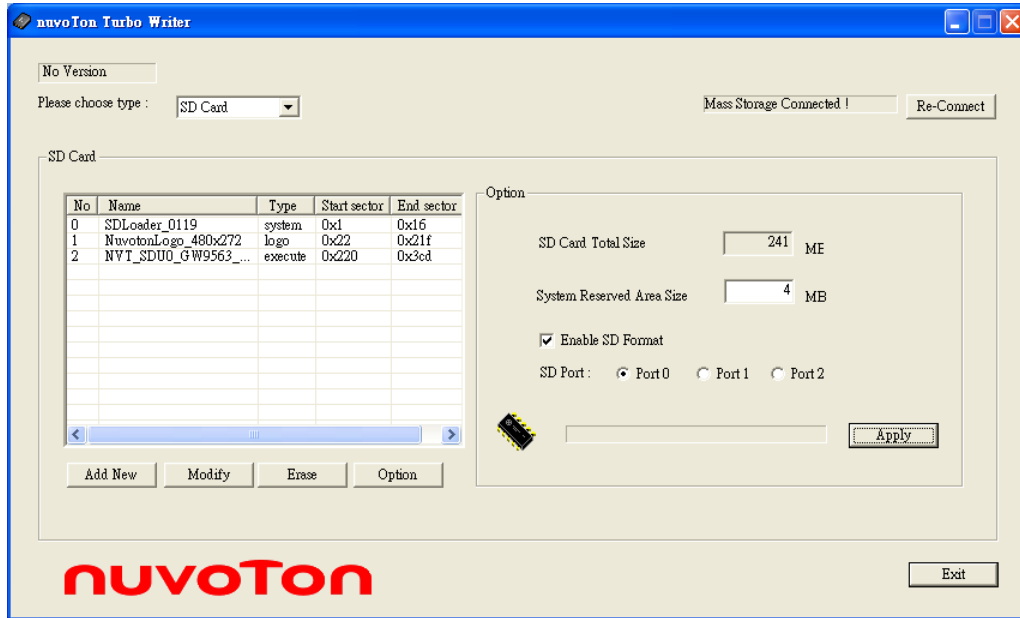 nuvoTon Turbo Writer
No Version
Please choose type : SD Card Mass Storage Connected ! Re-Connect
SD Card
Option
No Name Type Start sector End sector
0 SDLoader_0119 system 0x1 0x16
1 NuvotonLogo_480x272 logo 0x22 0x21f
2 NVT_SDU0_GW9563_... execute 0x220 0x3cd
SD Card Total Size 241 ME
System Reserved Area Size 4 MB
Enable SD Format
SD Port : Port 0 Port 1 Port 2
Apply
Add New Modify Erase Option
nuvoTon
Exit